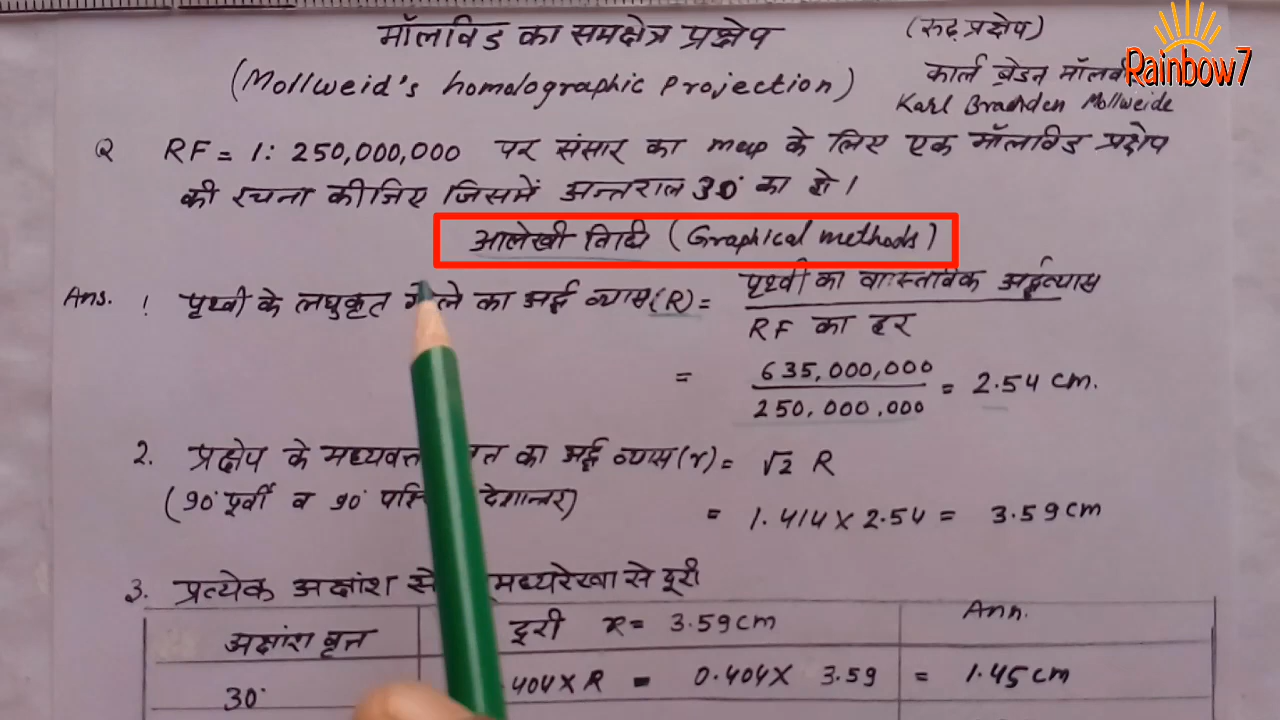 मॉलविड का समक्षेत्र प्रक्षेप
(रुढ़ प्रक्षेप)
(Mollweid's homolographic Projection)
कार्ल ब्रेडन मॉलवी
Karl Mollweide
Rainbow7
Q RF = 1: 250,000,000 पर संसार का map के लिए एक मॉलविड प्रक्षेप
की रचना कीजिए जिसमें अन्तराल 30° का हो।
आलेखी विधि (Graphical methods)
Ans. 1 पृथ्वी के लघुकृत गोले का अर्द्ध व्यास (R) = पृथ्वी का वास्तविक अर्द्धव्यास
RF का हर
= 635,000,000
250,000,000
= 2.54 cm.
2. प्रक्षेप के का अर्द्ध व्यास (r) = √2 R
(90° पूर्वी व 90° देशान्तर)
= 1.414 × 2.54 = 3.59 cm
3. प्रत्येक अक्षांश मध्यरेखा से दूरी
अक्षांश वृत्त दूरी r = 3.59 cm Ann.
30° .404 × R = 0.404 × 3.59 = 1.45 cm